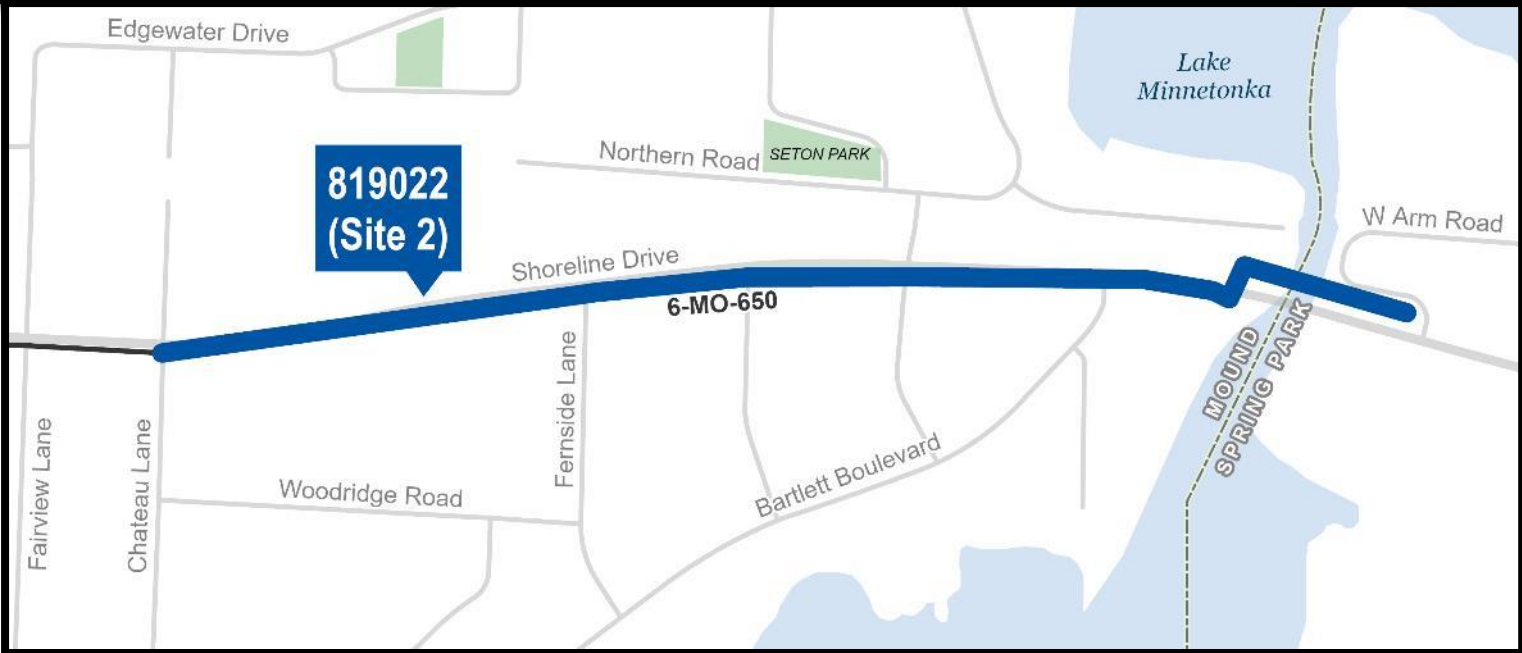 Edgewater Drive
Lake
Minnetonka
Northern Road
SETON PARK
819022
(Site 2)
W Arm Road
Shoreline Drive
6-MO-650
MOUND
SPRING PARK
Fernside Lane
Fairview Lane
Chateau Lane
Woodridge Road
Bartlett Boulevard